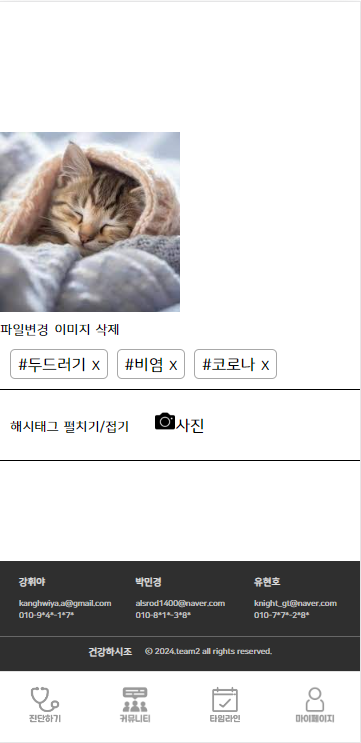 파일변경 이미지 삭제
#두드러기 x #비염 x #코로나 x
해시태그 펼치기/접기 사진
강휘야 박민경 유현호
kanghwiya.a@gmail.com alsrod1400@naver.com knight_gt@naver.com
010-9*4*-1*7* 010-8*1*-3*8* 010-7*7*-2*8*
건강하시조 © 2024.team2 all rights reserved.
진단하기 커뮤니티 타임라인 마이페이지